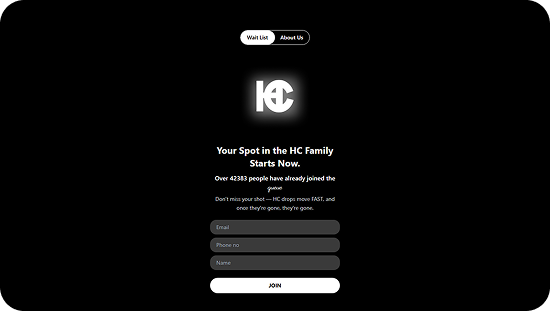 Wait List
About Us
HC
Your Spot in the HC Family
Starts Now.
Over 42383 people have already joined the
queue
Don't miss your shot — HC drops move FAST, and
once they're gone, they're gone.
Email
Phone no
Name
JOIN